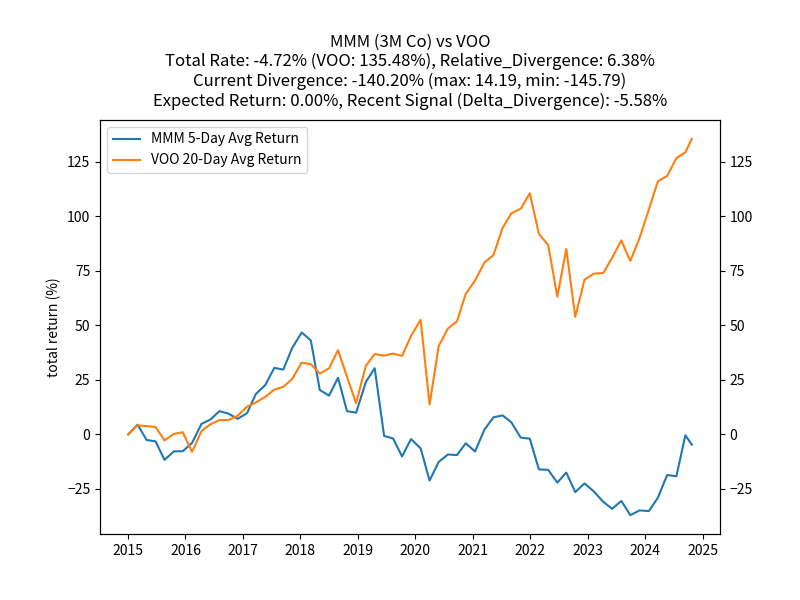 MMM (3M Co) vs VOO
Total Rate: -4.72% (VOO: 135.48%), Relative_Divergence: 6.38%
Current Divergence: -140.20% (max: 14.19, min: -145.79)
Expected Return: 0.00%, Recent Signal (Delta_Divergence): -5.58%
MMM 5-Day Avg Return
VOO 20-Day Avg Return
total return (%)
125
100
75
50
25
0
−25
125
100
75
50
25
0
−25
2015 2016 2017 2018 2019 2020 2021 2022 2023 2024 2025